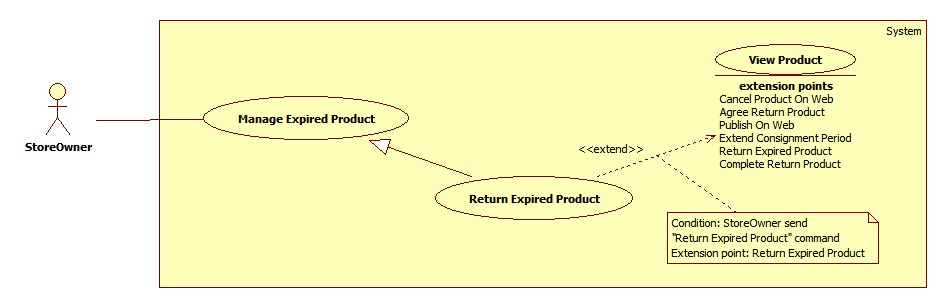 System
View Product
extension points
Cancel Product On Web
Agree Return Product
Publish On Web
Extend Consignment Period
Return Expired Product
Complete Return Product
Manage Expired Product
StoreOwner
<<extend>>
Return Expired Product
Condition: StoreOwner send
"Return Expired Product" command
Extension point: Return Expired Product